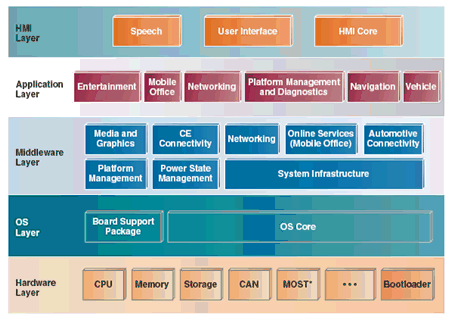 HMI
Layer
Speech
User Interface
HMI Core
Application
Layer
Entertainment
Mobile
Office
Networking
Platform Management
and Diagnostics
Navigation
Vehicle
Middleware
Layer
Media and
Graphics
CE
Connectivity
Networking
Online Services
(Mobile Office)
Automotive
Connectivity
Platform
Management
Power State
Management
System Infrastructure
OS
Layer
Board Support
Package
OS Core
Hardware
Layer
CPU
Memory
Storage
CAN
MOST*
•••
Bootloader